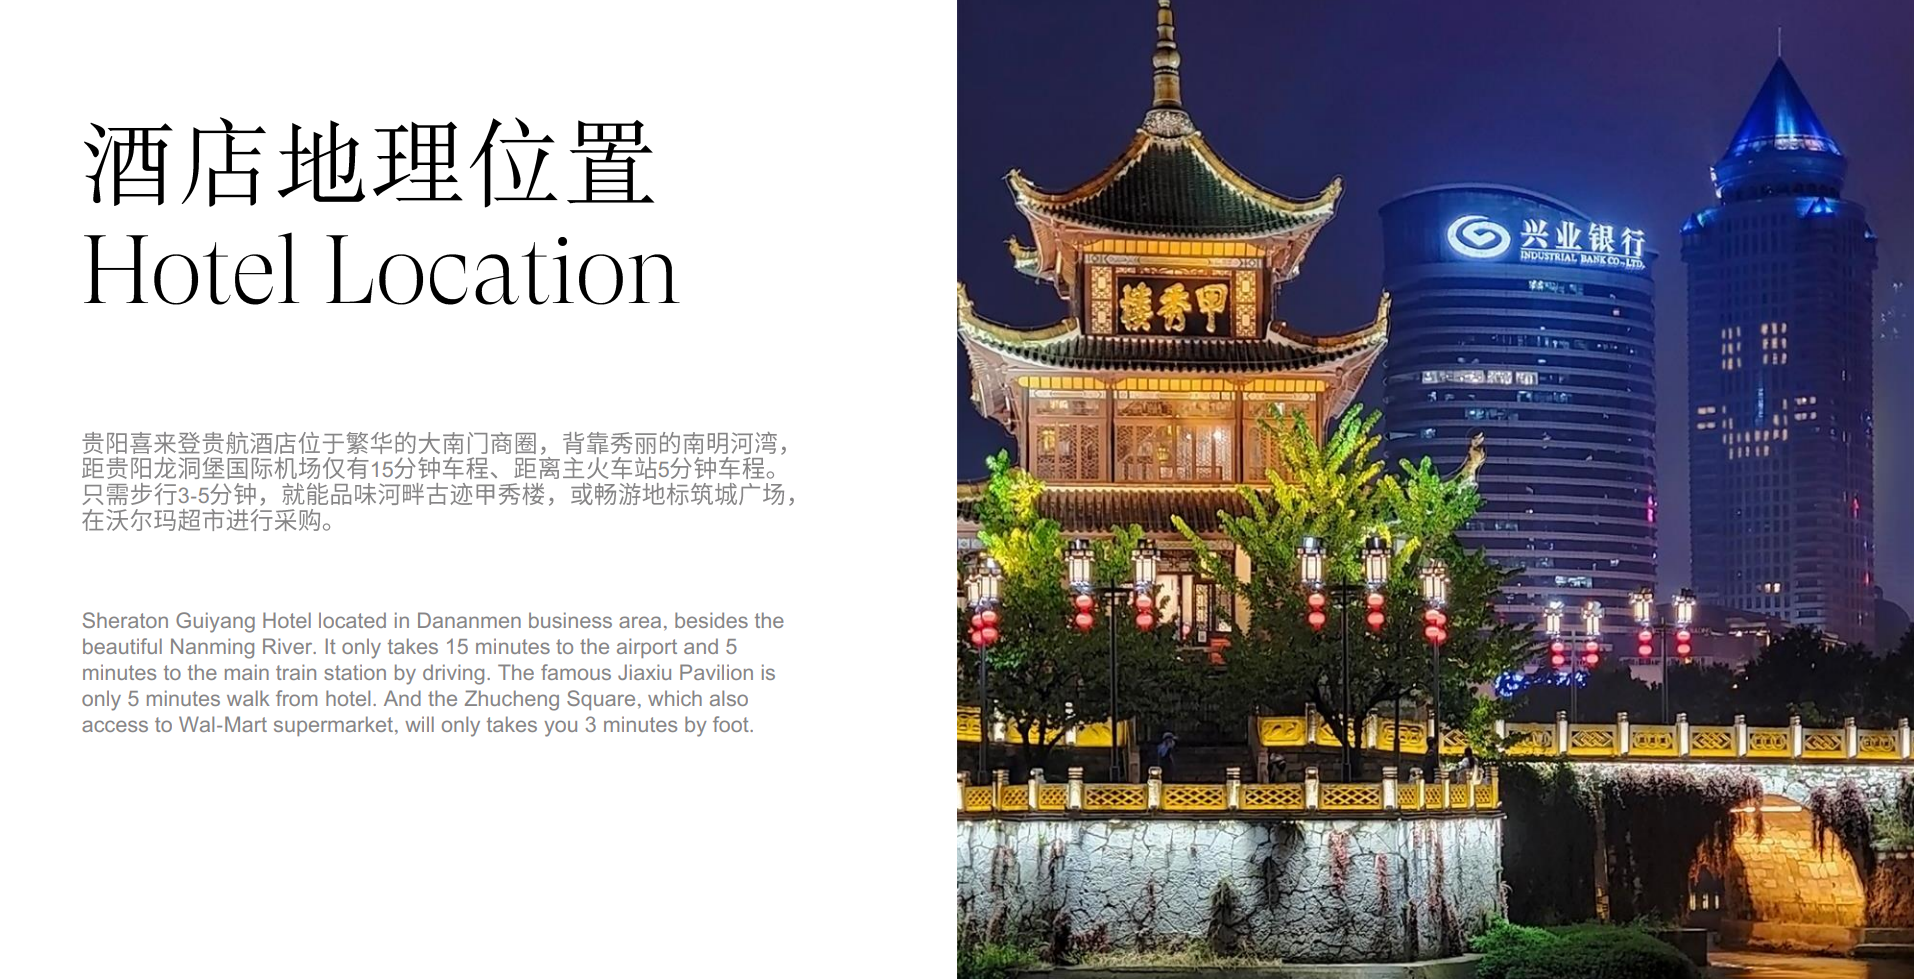 酒店地理位置
Hotel Location
贵阳喜来登贵航酒店位于繁华的大南门商圈，背靠秀丽的南明河湾，
距贵阳龙洞堡国际机场仅有15分钟车程、距离主火车站5分钟车程。
只需步行3-5分钟，就能品味河畔古迹甲秀楼，或畅游地标筑城广场，
在沃尔玛超市进行采购。
Sheraton Guiyang Hotel located in Dananmen business area, besides the
beautiful Nanming River. It only takes 15 minutes to the airport and 5
minutes to the main train station by driving. The famous Jiaxiu Pavilion is
only 5 minutes walk from hotel. And the Zhucheng Square, which also
access to Wal-Mart supermarket, will only takes you 3 minutes by foot.
樓秀甲
兴业银行
INDUSTRIAL BANK CO.,LTD.